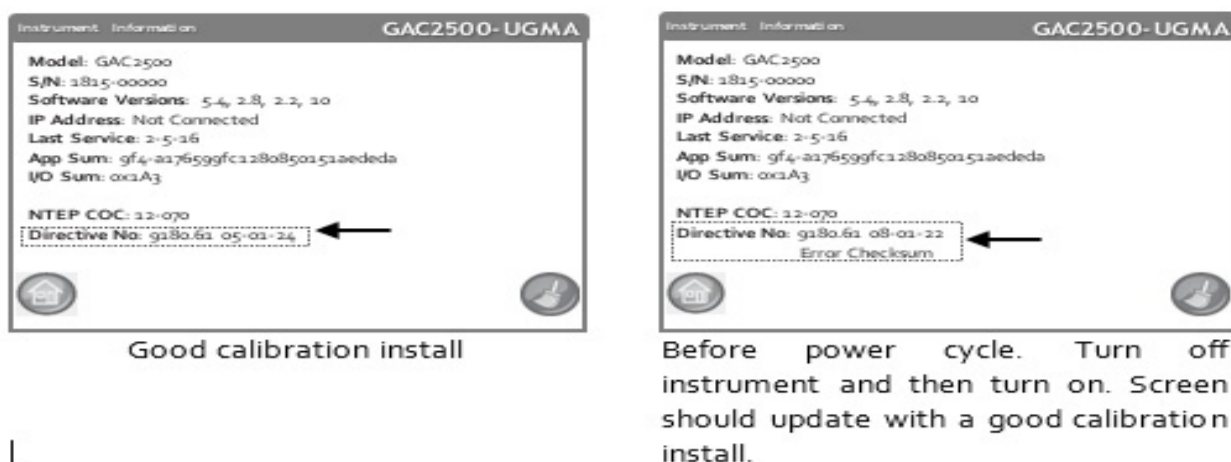 Instrument Information GAC2500-UGMA
Model: GAC2500
S/N: 1815-00000
Software Versions: 5.4, 2.8, 2.2, 10
IP Address: Not Connected
Last Service: 2-5-16
App Sum: 9f4-a176599fc1280850151aededa
I/O Sum: 0x1A3
NTEP COC: 12-070
Directive No: 9180.61 05-01-24
Good calibration install
Instrument Information GAC2500-UGMA
Model: GAC2500
S/N: 1815-00000
Software Versions: 5.4, 2.8, 2.2, 10
IP Address: Not Connected
Last Service: 2-5-16
App Sum: 9f4-a176599fc1280850151aededa
I/O Sum: 0x1A3
NTEP COC: 12-070
Directive No: 9180.61 08-01-22
Error Checksum
Before power cycle. Turn off
instrument and then turn on. Screen
should update with a good calibration
install.